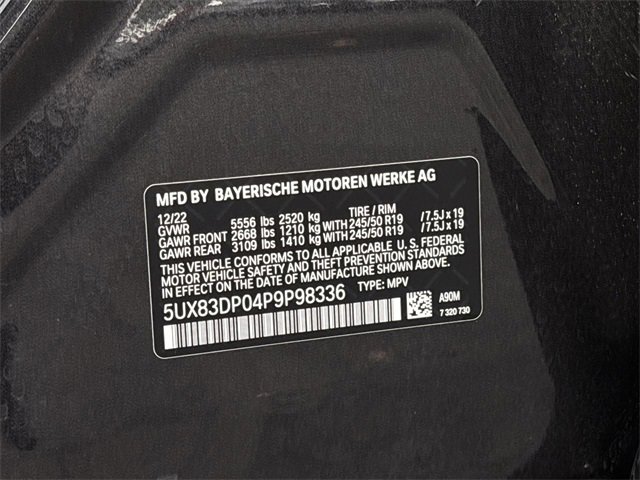 MFD BY BAYERISCHE MOTOREN WERKE AG
12/22 TIRE / RIM
GVWR 5556 lbs 2520 kg
GAWR FRONT 2668 lbs 1210 kg WITH 245/50 R19 /7.5J x 19
GAWR REAR 3109 lbs 1410 kg WITH 245/50 R19 /7.5J x 19
THIS VEHICLE CONFORMS TO ALL APPLICABLE U.S. FEDERAL
MOTOR VEHICLE SAFETY AND THEFT PREVENTION STANDARDS
IN EFFECT ON THE DATE OF MANUFACTURE SHOWN ABOVE.
5UX83DP04P9P98336 TYPE: MPV
A90M
7 320 730